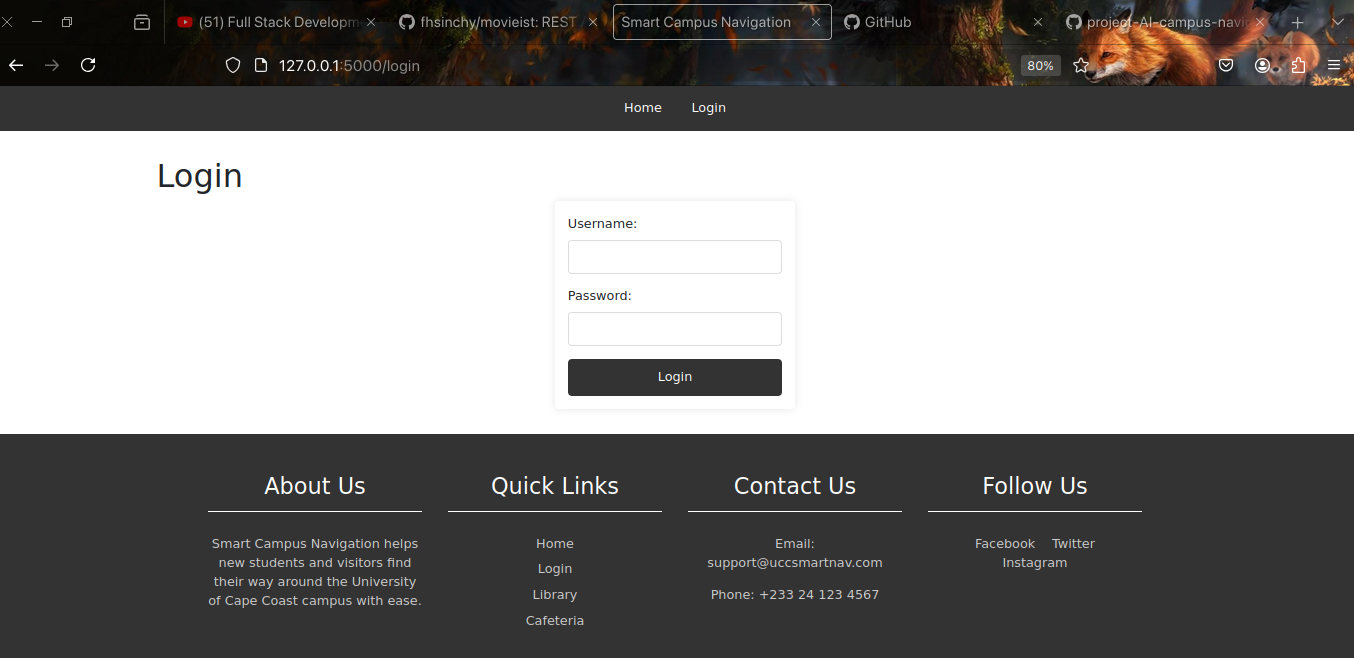 (51) Full Stack Developm
fhsinchy/movieist: REST
Smart Campus Navigation
GitHub
project-AI-campus-navi
127.0.0.1:5000/login
80%
Home
Login
Login
Username:
Password:
Login
About Us
Smart Campus Navigation helps
new students and visitors find
their way around the University
of Cape Coast campus with ease.
Quick Links
Home
Login
Library
Cafeteria
Contact Us
Email:
support@uccsmartnav.com
Phone: +233 24 123 4567
Follow Us
Facebook Twitter
Instagram